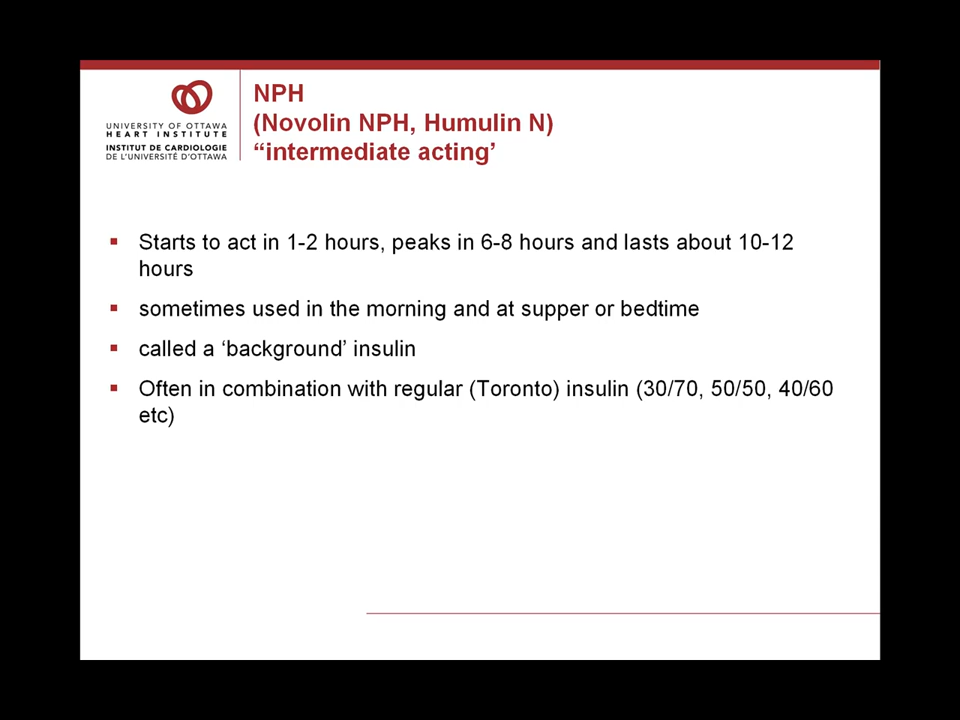 UNIVERSITY OF OTTAWA
HEART INSTITUTE
INSTITUT DE CARDIOLOGIE
DE L'UNIVERSITÉ D'OTTAWA
NPH
(Novolin NPH, Humulin N)
“intermediate acting’
Starts to act in 1-2 hours, peaks in 6-8 hours and lasts about 10-12
hours
sometimes used in the morning and at supper or bedtime
called a ‘background’ insulin
Often in combination with regular (Toronto) insulin (30/70, 50/50, 40/60
etc)